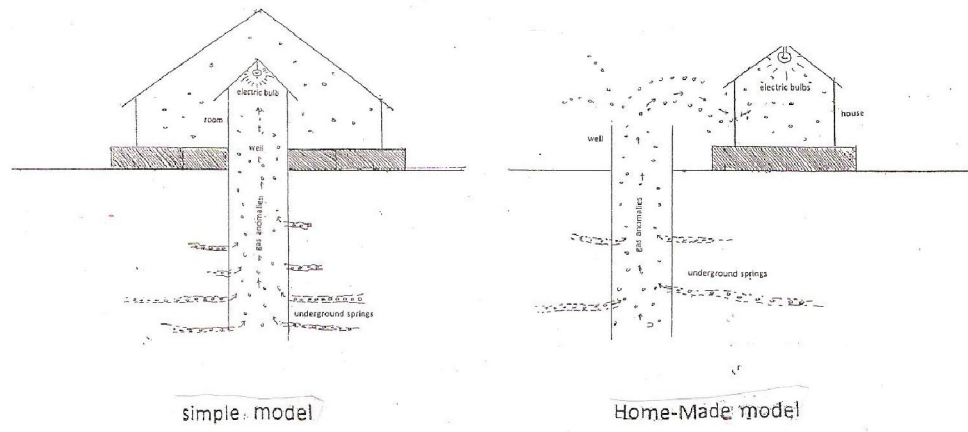 electric bulb
room
well
gas anomalies
underground springs
simple model
electric bulbs
house
well
gas anomalies
underground springs
Home-Made model